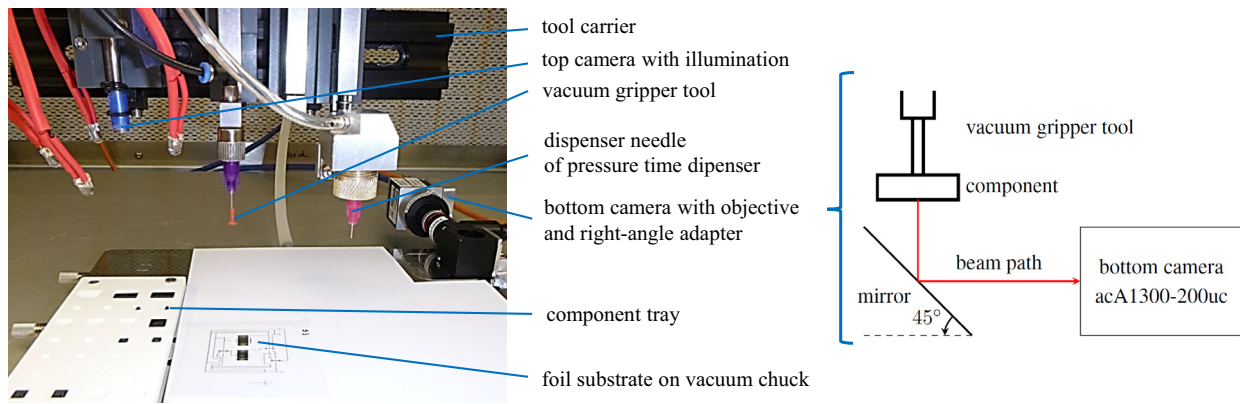 tool carrier
top camera with illumination
vacuum gripper tool
dispenser needle
of pressure time dipenser
bottom camera with objective
and right-angle adapter
component tray
foil substrate on vacuum chuck
vacuum gripper tool
component
beam path
mirror
45°
bottom camera
acA1300-200uc